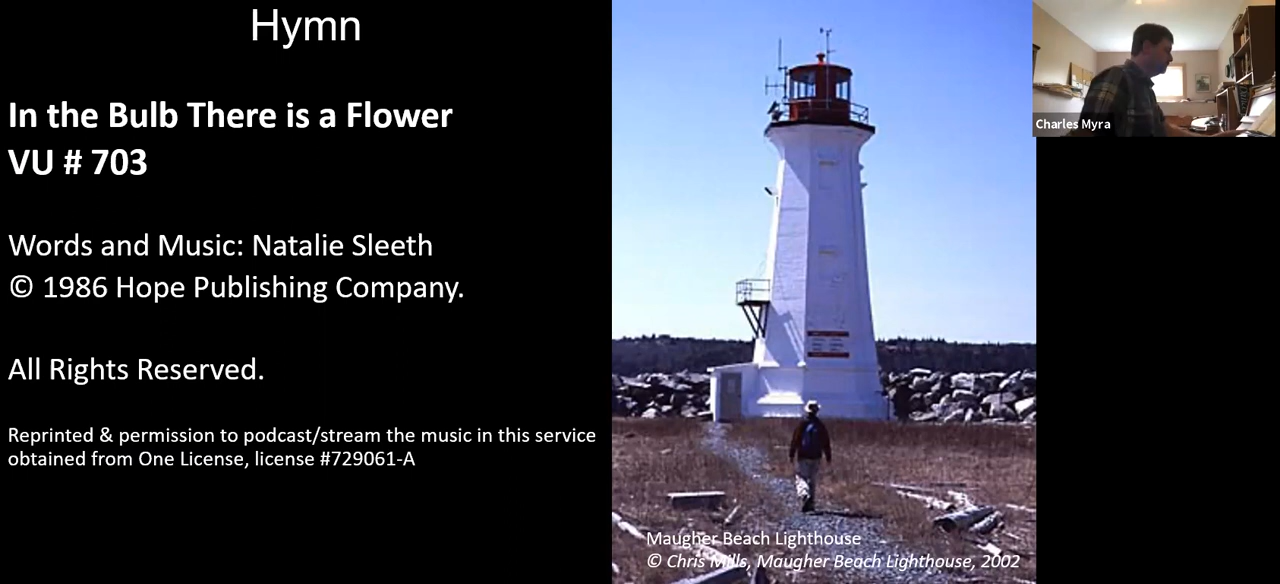 Hymn
In the Bulb There is a Flower
VU # 703
Words and Music: Natalie Sleeth
© 1986 Hope Publishing Company.
All Rights Reserved.
Reprinted & permission to podcast/stream the music in this service
obtained from One License, license #729061-A
Maugher Beach Lighthouse
© Chris Mills, Maugher Beach Lighthouse, 2002
Charles Myra